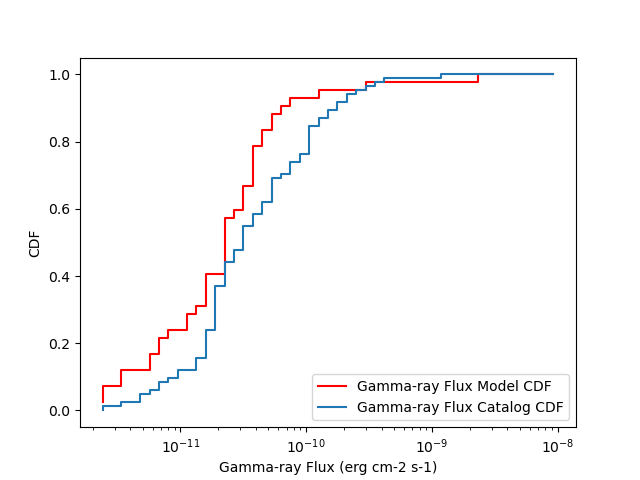 1.0
0.8
0.6
0.4
0.2
0.0
CDF
10⁻¹¹
10⁻¹⁰
10⁻⁹
10⁻⁸
Gamma-ray Flux (erg cm-2 s-1)
Gamma-ray Flux Model CDF
Gamma-ray Flux Catalog CDF